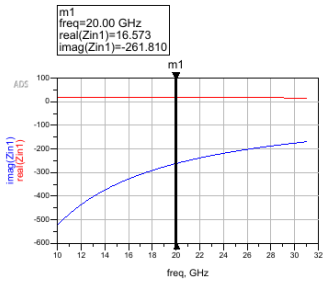 m1
freq=20.00 GHz
real(Zin1)=16.573
imag(Zin1)=-261.810
m1
ADS
imag(Zin1)
real(Zin1)
100
0
-100
-200
-300
-400
-500
-600
10 12 14 16 18 20 22 24 26 28 30 32
freq, GHz